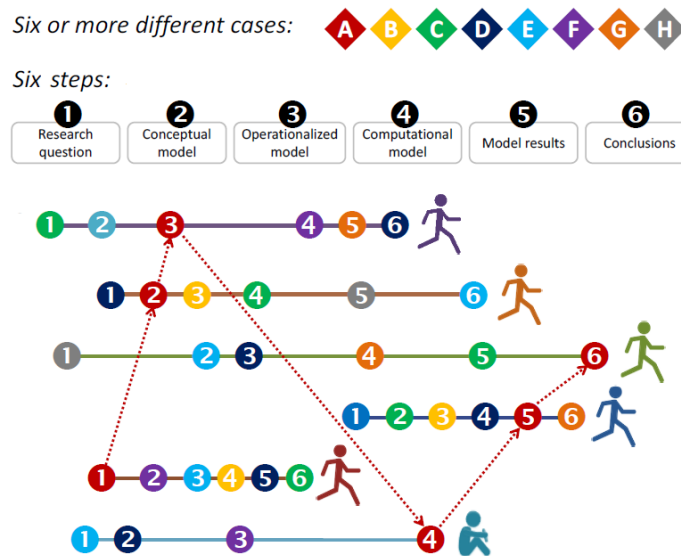 Six or more different cases: A B C D E F G H
Six steps:
1 2 3 4 5 6
Research question
Conceptual model
Operationalized model
Computational model
Model results
Conclusions
1 2 3 4 5 6
1 2 3 4 5 6
1 2 3 4 5 6
1 2 3 4 5 6
1 2 3 4 5 6
1 2 3 4